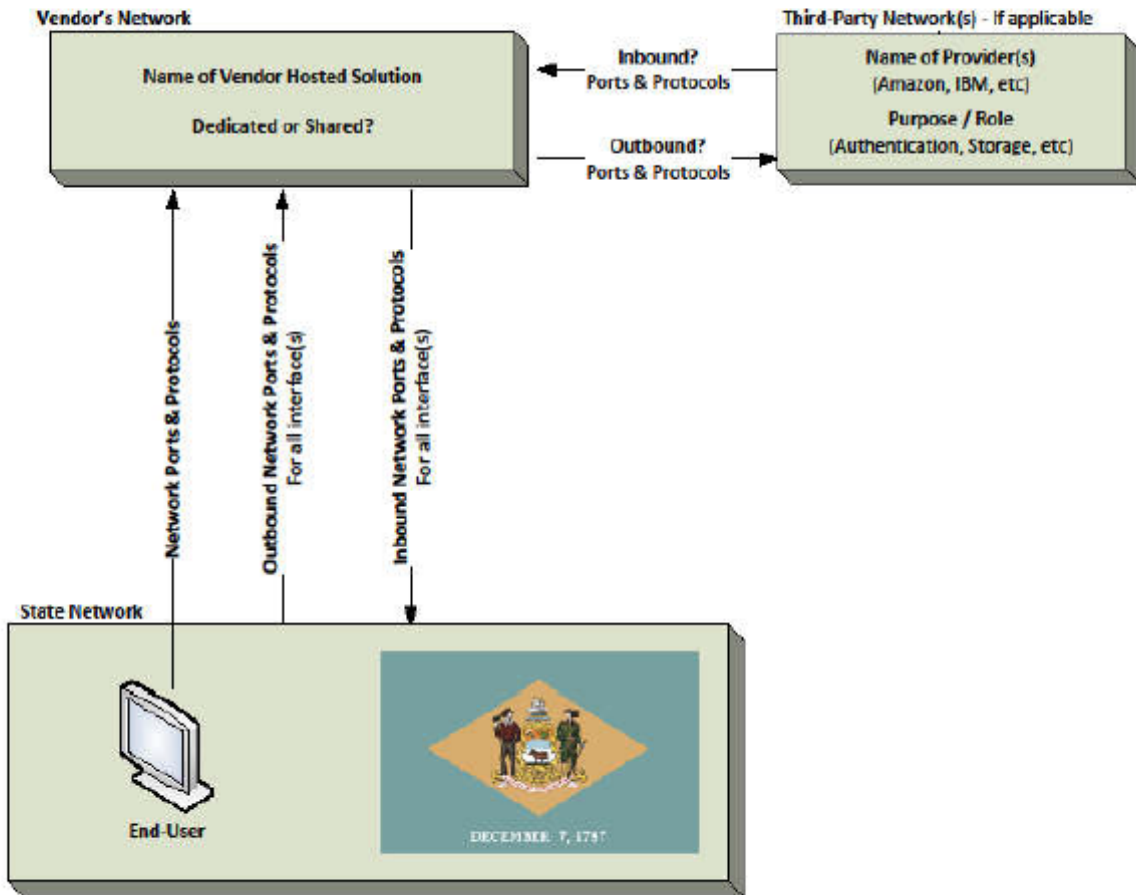 Vendor's Network
Name of Vendor Hosted Solution
Dedicated or Shared?
Inbound?
Ports & Protocols
Outbound?
Ports & Protocols
Third-Party Network(s) - If applicable
Name of Provider(s)
(Amazon, IBM, etc)
Purpose / Role
(Authentication, Storage, etc)
Network Ports & Protocols
Outbound Network Ports & Protocols
For all interface(s)
Inbound Network Ports & Protocols
For all interface(s)
State Network
End-User
DECEMBER 7, 1787